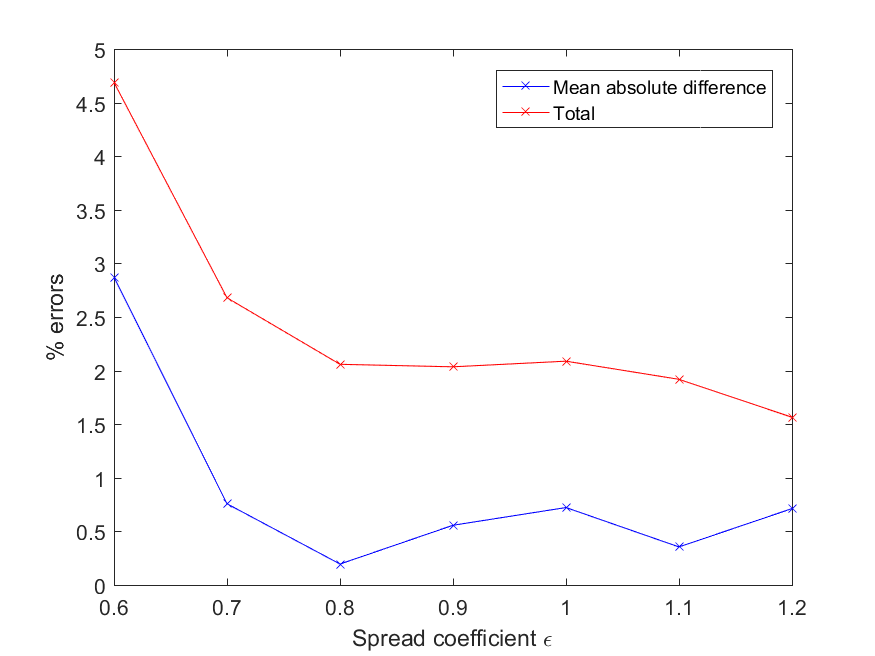 5
4.5
4
3.5
3
2.5
2
1.5
1
0.5
0
% errors
Mean absolute difference
Total
0.6 0.7 0.8 0.9 1 1.1 1.2
Spread coefficient ϵ